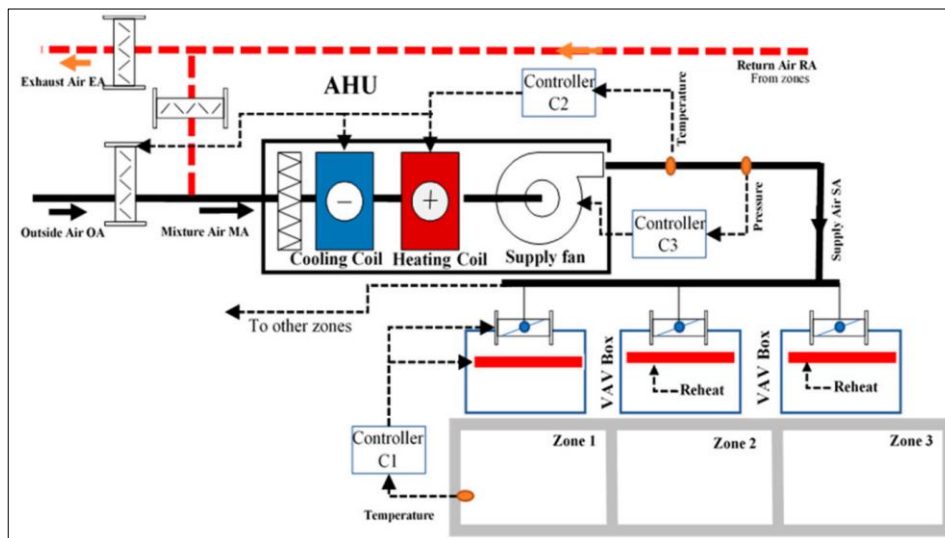 Return Air RA
From zones
Exhaust Air EA
AHU
Controller
C2
Temperature
Outside Air OA
Mixture Air MA
Cooling Coil
Heating Coil
Supply fan
Controller
C3
Pressure
Supply Air SA
To other zones
VAV Box
Reheat
VAV Box
Reheat
Controller
C1
Temperature
Zone 1
Zone 2
Zone 3